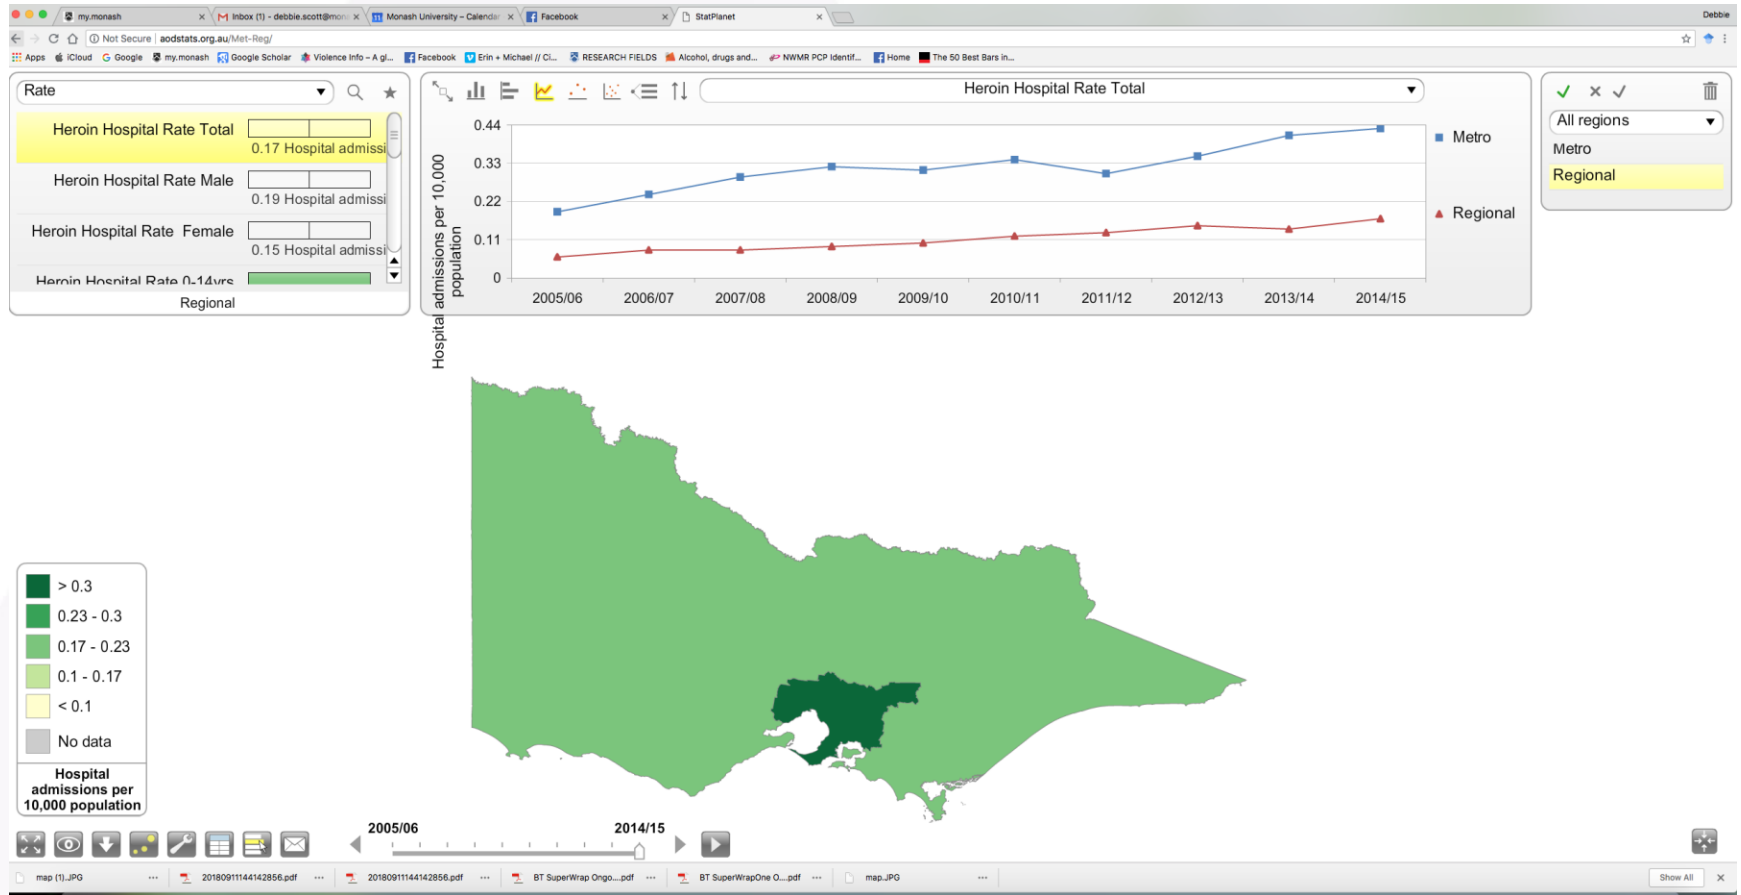 my.monash
Inbox (1) - debbie.scott@mon
Monash University – Calendar
Facebook
StatPlanet
Debbie
Not Secure | aodstats.org.au/Met-Reg/
Apps
iCloud
Google
my.monash
Google Scholar
Violence Info – A gl...
Facebook
Erin + Michael // Ci...
RESEARCH FIELDS
Alcohol, drugs and...
NWMR PCP Identif...
Home
The 50 Best Bars in...
Rate
Heroin Hospital Rate Total
0.17 Hospital admissi
Heroin Hospital Rate Male
0.19 Hospital admissi
Heroin Hospital Rate Female
0.15 Hospital admissi
Heroin Hospital Rate 0-14yrs
Regional
Heroin Hospital Rate Total
Hospital admissions per 10,000
population
0.44
0.33
0.22
0.11
0
2005/06 2006/07 2007/08 2008/09 2009/10 2010/11 2011/12 2012/13 2013/14 2014/15
Metro
Regional
All regions
Metro
Regional
> 0.3
0.23 - 0.3
0.17 - 0.23
0.1 - 0.17
< 0.1
No data
Hospital
admissions per
10,000 population
2005/06
2014/15
map (1).JPG
20180911144142856.pdf
20180911144142856.pdf
BT SuperWrap Ongo....pdf
BT SuperWrapOne O....pdf
map.JPG
Show All